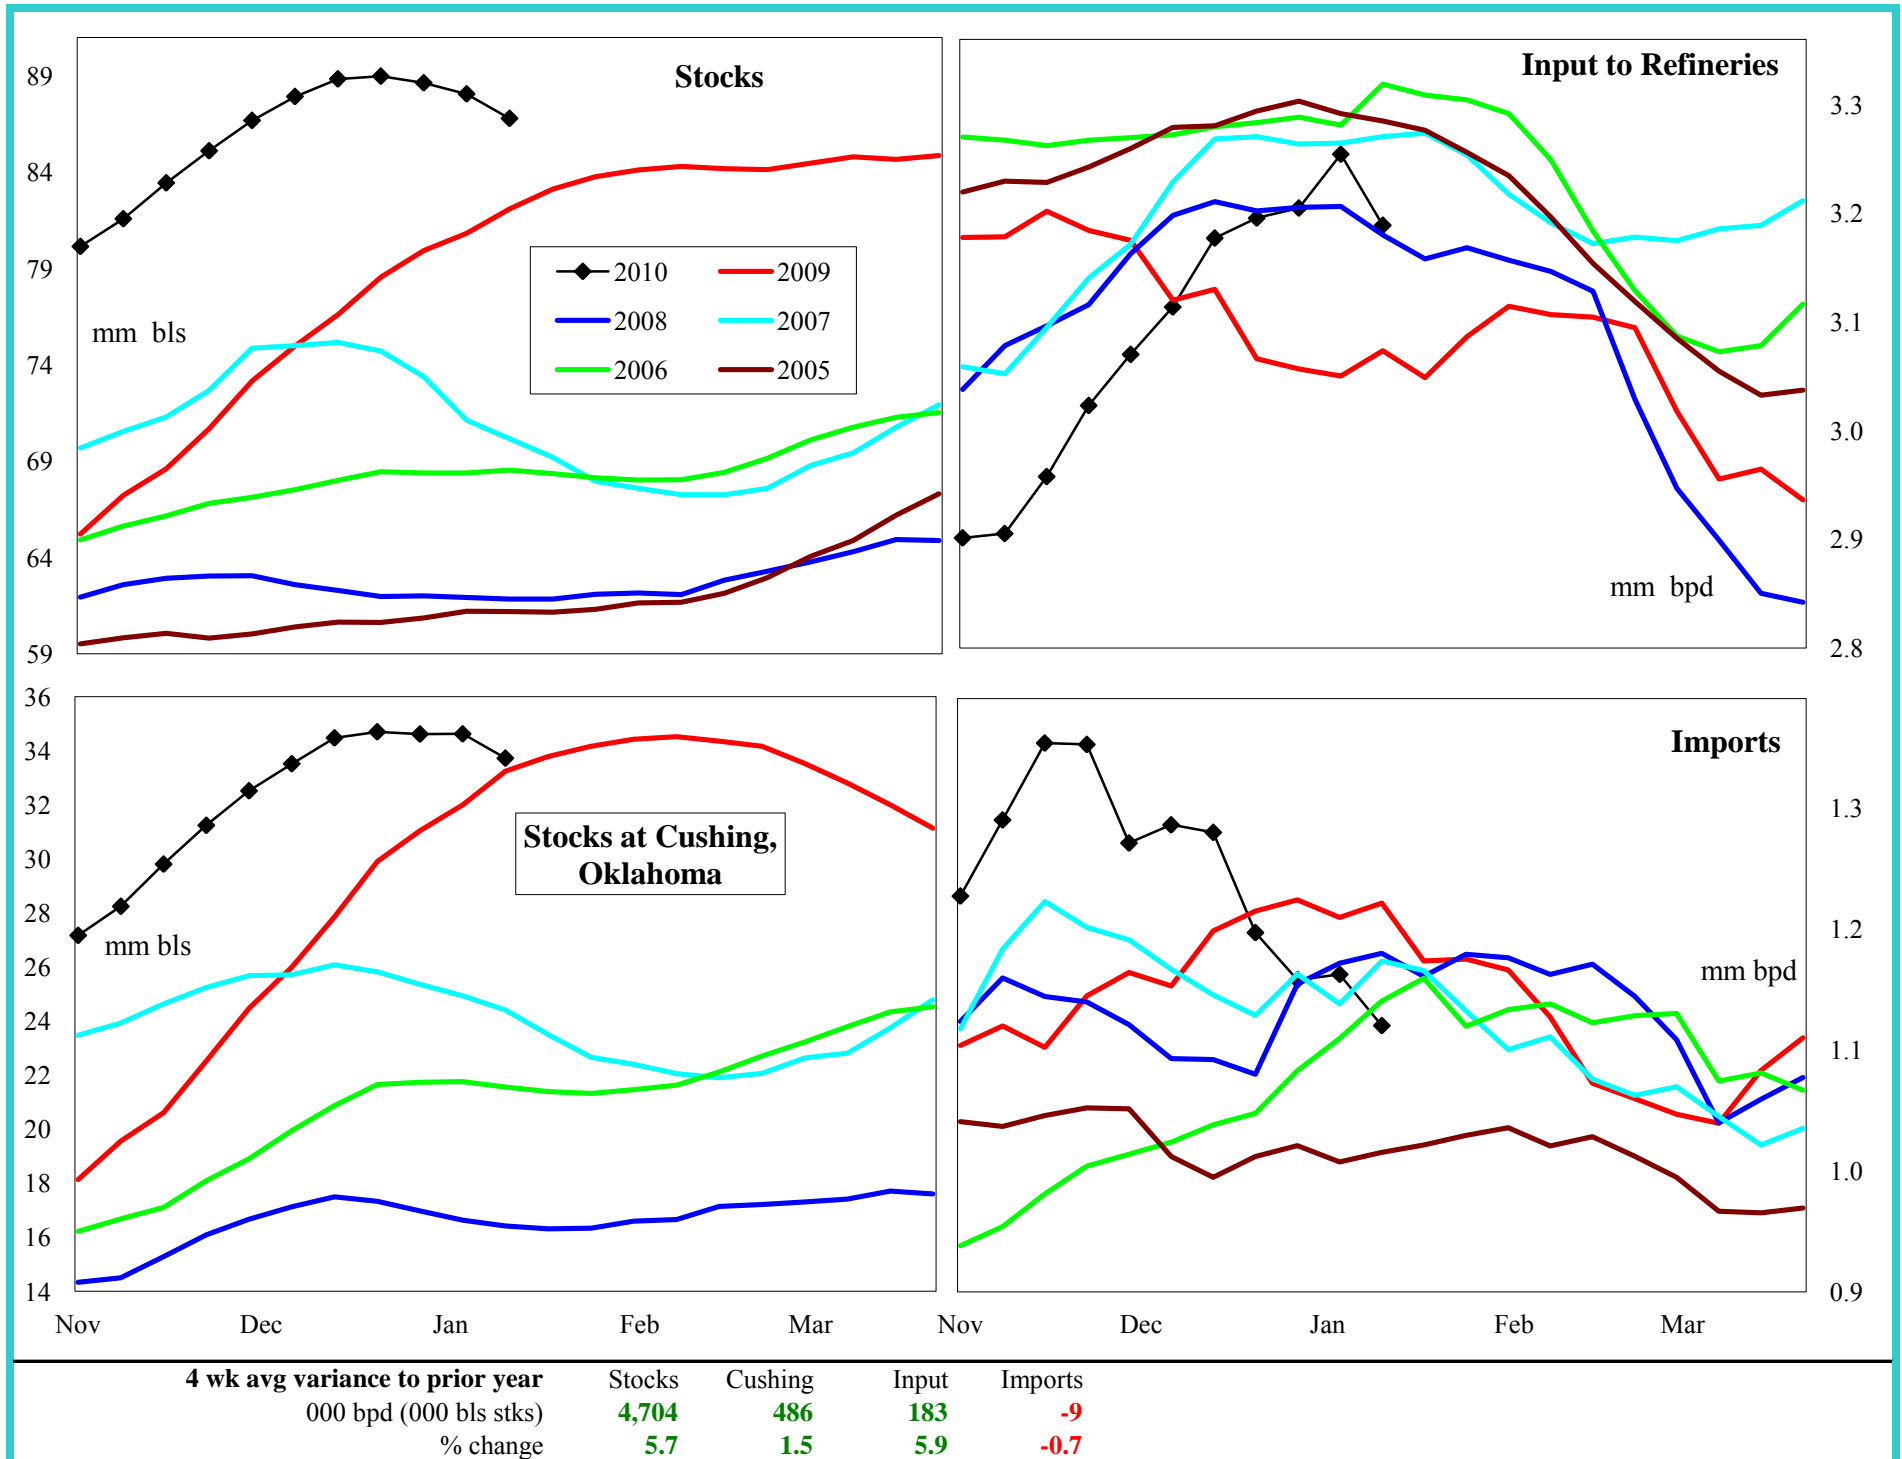 Stocks
89
84
79
74
69
64
59
mm bls
2010 2009
2008 2007
2006 2005
Input to Refineries
3.3
3.2
3.1
3.0
2.9
2.8
mm bpd
36
34
32
30
28
26
24
22
20
18
16
14
Stocks at Cushing,
Oklahoma
mm bls
Nov Dec Jan Feb Mar
Imports
1.3
1.2
1.1
1.0
0.9
mm bpd
Nov Dec Jan Feb Mar
4 wk avg variance to prior year Stocks Cushing Input Imports
000 bpd (000 bls stks) 4,704 486 183 -9
% change 5.7 1.5 5.9 -0.7